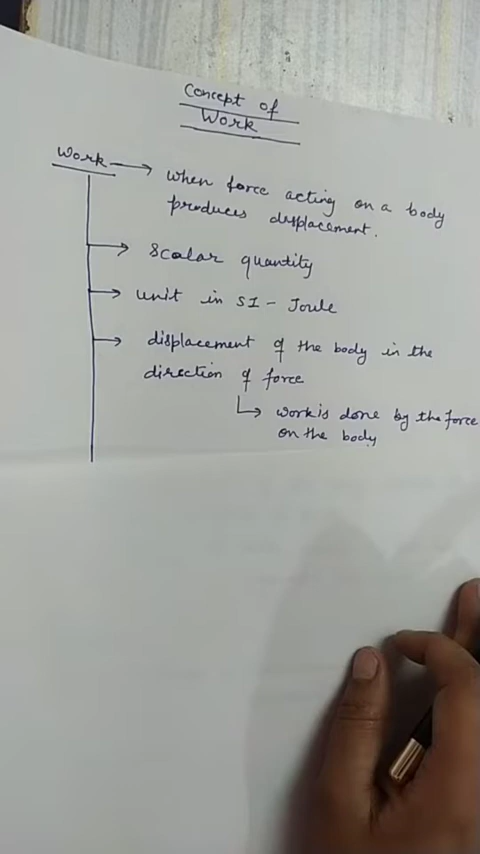 Concept of
Work
Work → when force acting on a body
produces displacement.
→ Scalar quantity
→ unit in SI - Joule
→ displacement of the body in the
direction of force
↳ work is done by the force
on the body